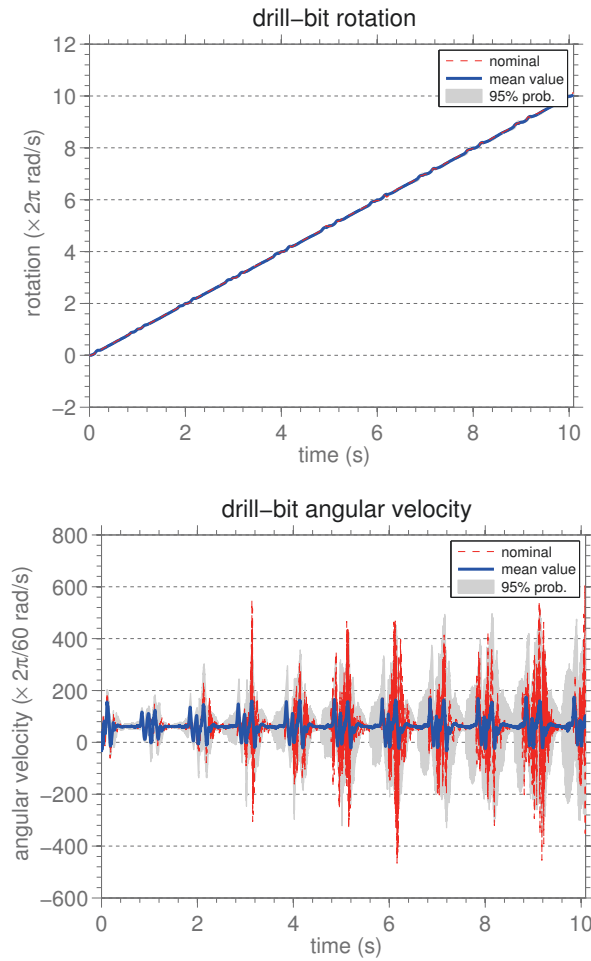 drill−bit rotation
12
10
8
6
4
2
0
−2
rotation (× 2π rad/s)
nominal
mean value
95% prob.
0 2 4 6 8 10
time (s)
drill−bit angular velocity
800
600
400
200
0
−200
−400
−600
angular velocity (× 2π/60 rad/s)
nominal
mean value
95% prob.
0 2 4 6 8 10
time (s)